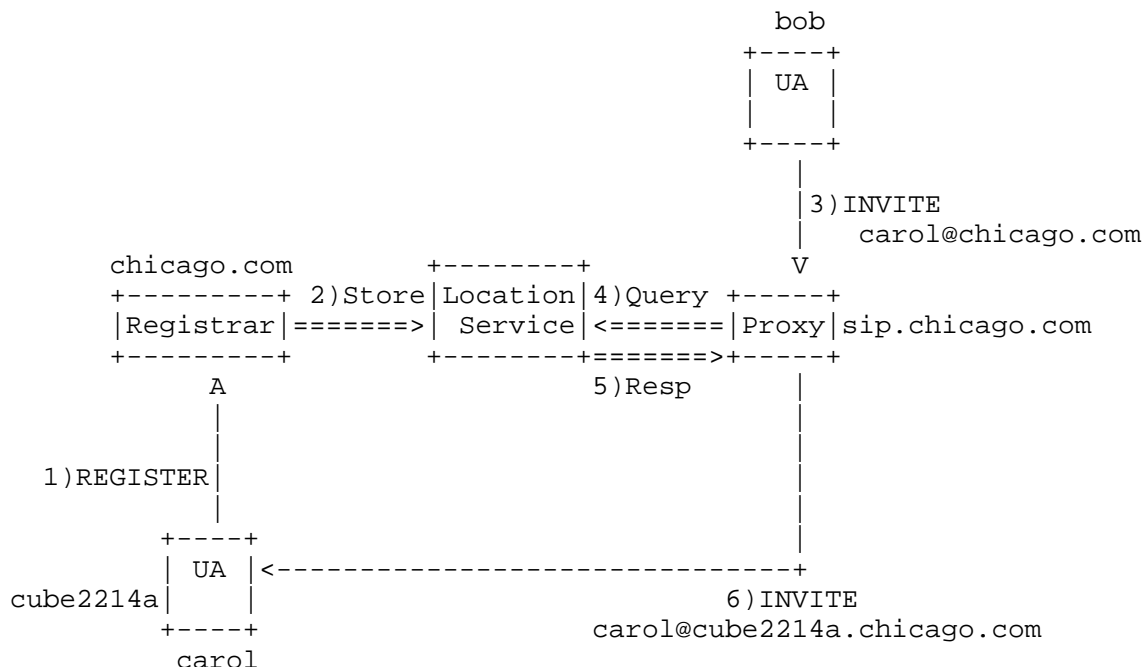 bob
+----+
| UA |
|    |
+----+
|
|3)INVITE
|   carol@chicago.com
chicago.com        +--------+            V
+---------+ 2)Store|Location|4)Query +-----+
|Registrar|=======>| Service|<=======|Proxy|sip.chicago.com
+---------+        +--------+=======>+-----+
A                      5)Resp      |
|                                  |
|                                  |
1)REGISTER|                                  |
|                                  |
+----+                                |
| UA |<-------------------------------+
cube2214a|    |                            6)INVITE
+----+                    carol@cube2214a.chicago.com
carol